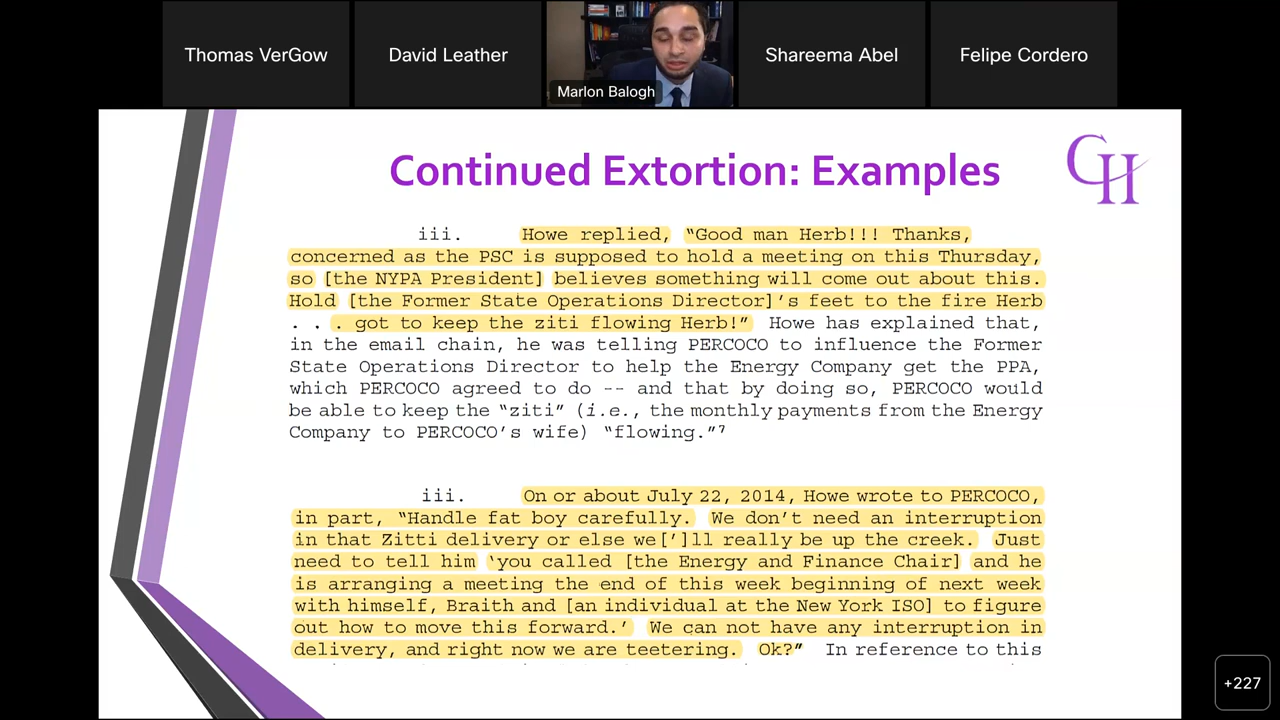 Thomas VerGow
David Leather
Marlon Balogh
Shareema Abel
Felipe Cordero
Continued Extortion: Examples
CH
iii. Howe replied, “Good man Herb!!! Thanks,
concerned as the PSC is supposed to hold a meeting on this Thursday,
so [the NYPA President] believes something will come out about this.
Hold [the Former State Operations Director]’s feet to the fire Herb
. . . got to keep the ziti flowing Herb!” Howe has explained that,
in the email chain, he was telling PERCOCO to influence the Former
State Operations Director to help the Energy Company get the PPA,
which PERCOCO agreed to do -- and that by doing so, PERCOCO would
be able to keep the “ziti” (i.e., the monthly payments from the Energy
Company to PERCOCO’s wife) “flowing.”⁷
iii. On or about July 22, 2014, Howe wrote to PERCOCO,
in part, “Handle fat boy carefully. We don’t need an interruption
in that Zitti delivery or else we[’]ll really be up the creek. Just
need to tell him ‘you called [the Energy and Finance Chair] and he
is arranging a meeting the end of this week beginning of next week
with himself, Braith and [an individual at the New York ISO] to figure
out how to move this forward.’ We can not have any interruption in
delivery, and right now we are teetering. Ok?” In reference to this
+227